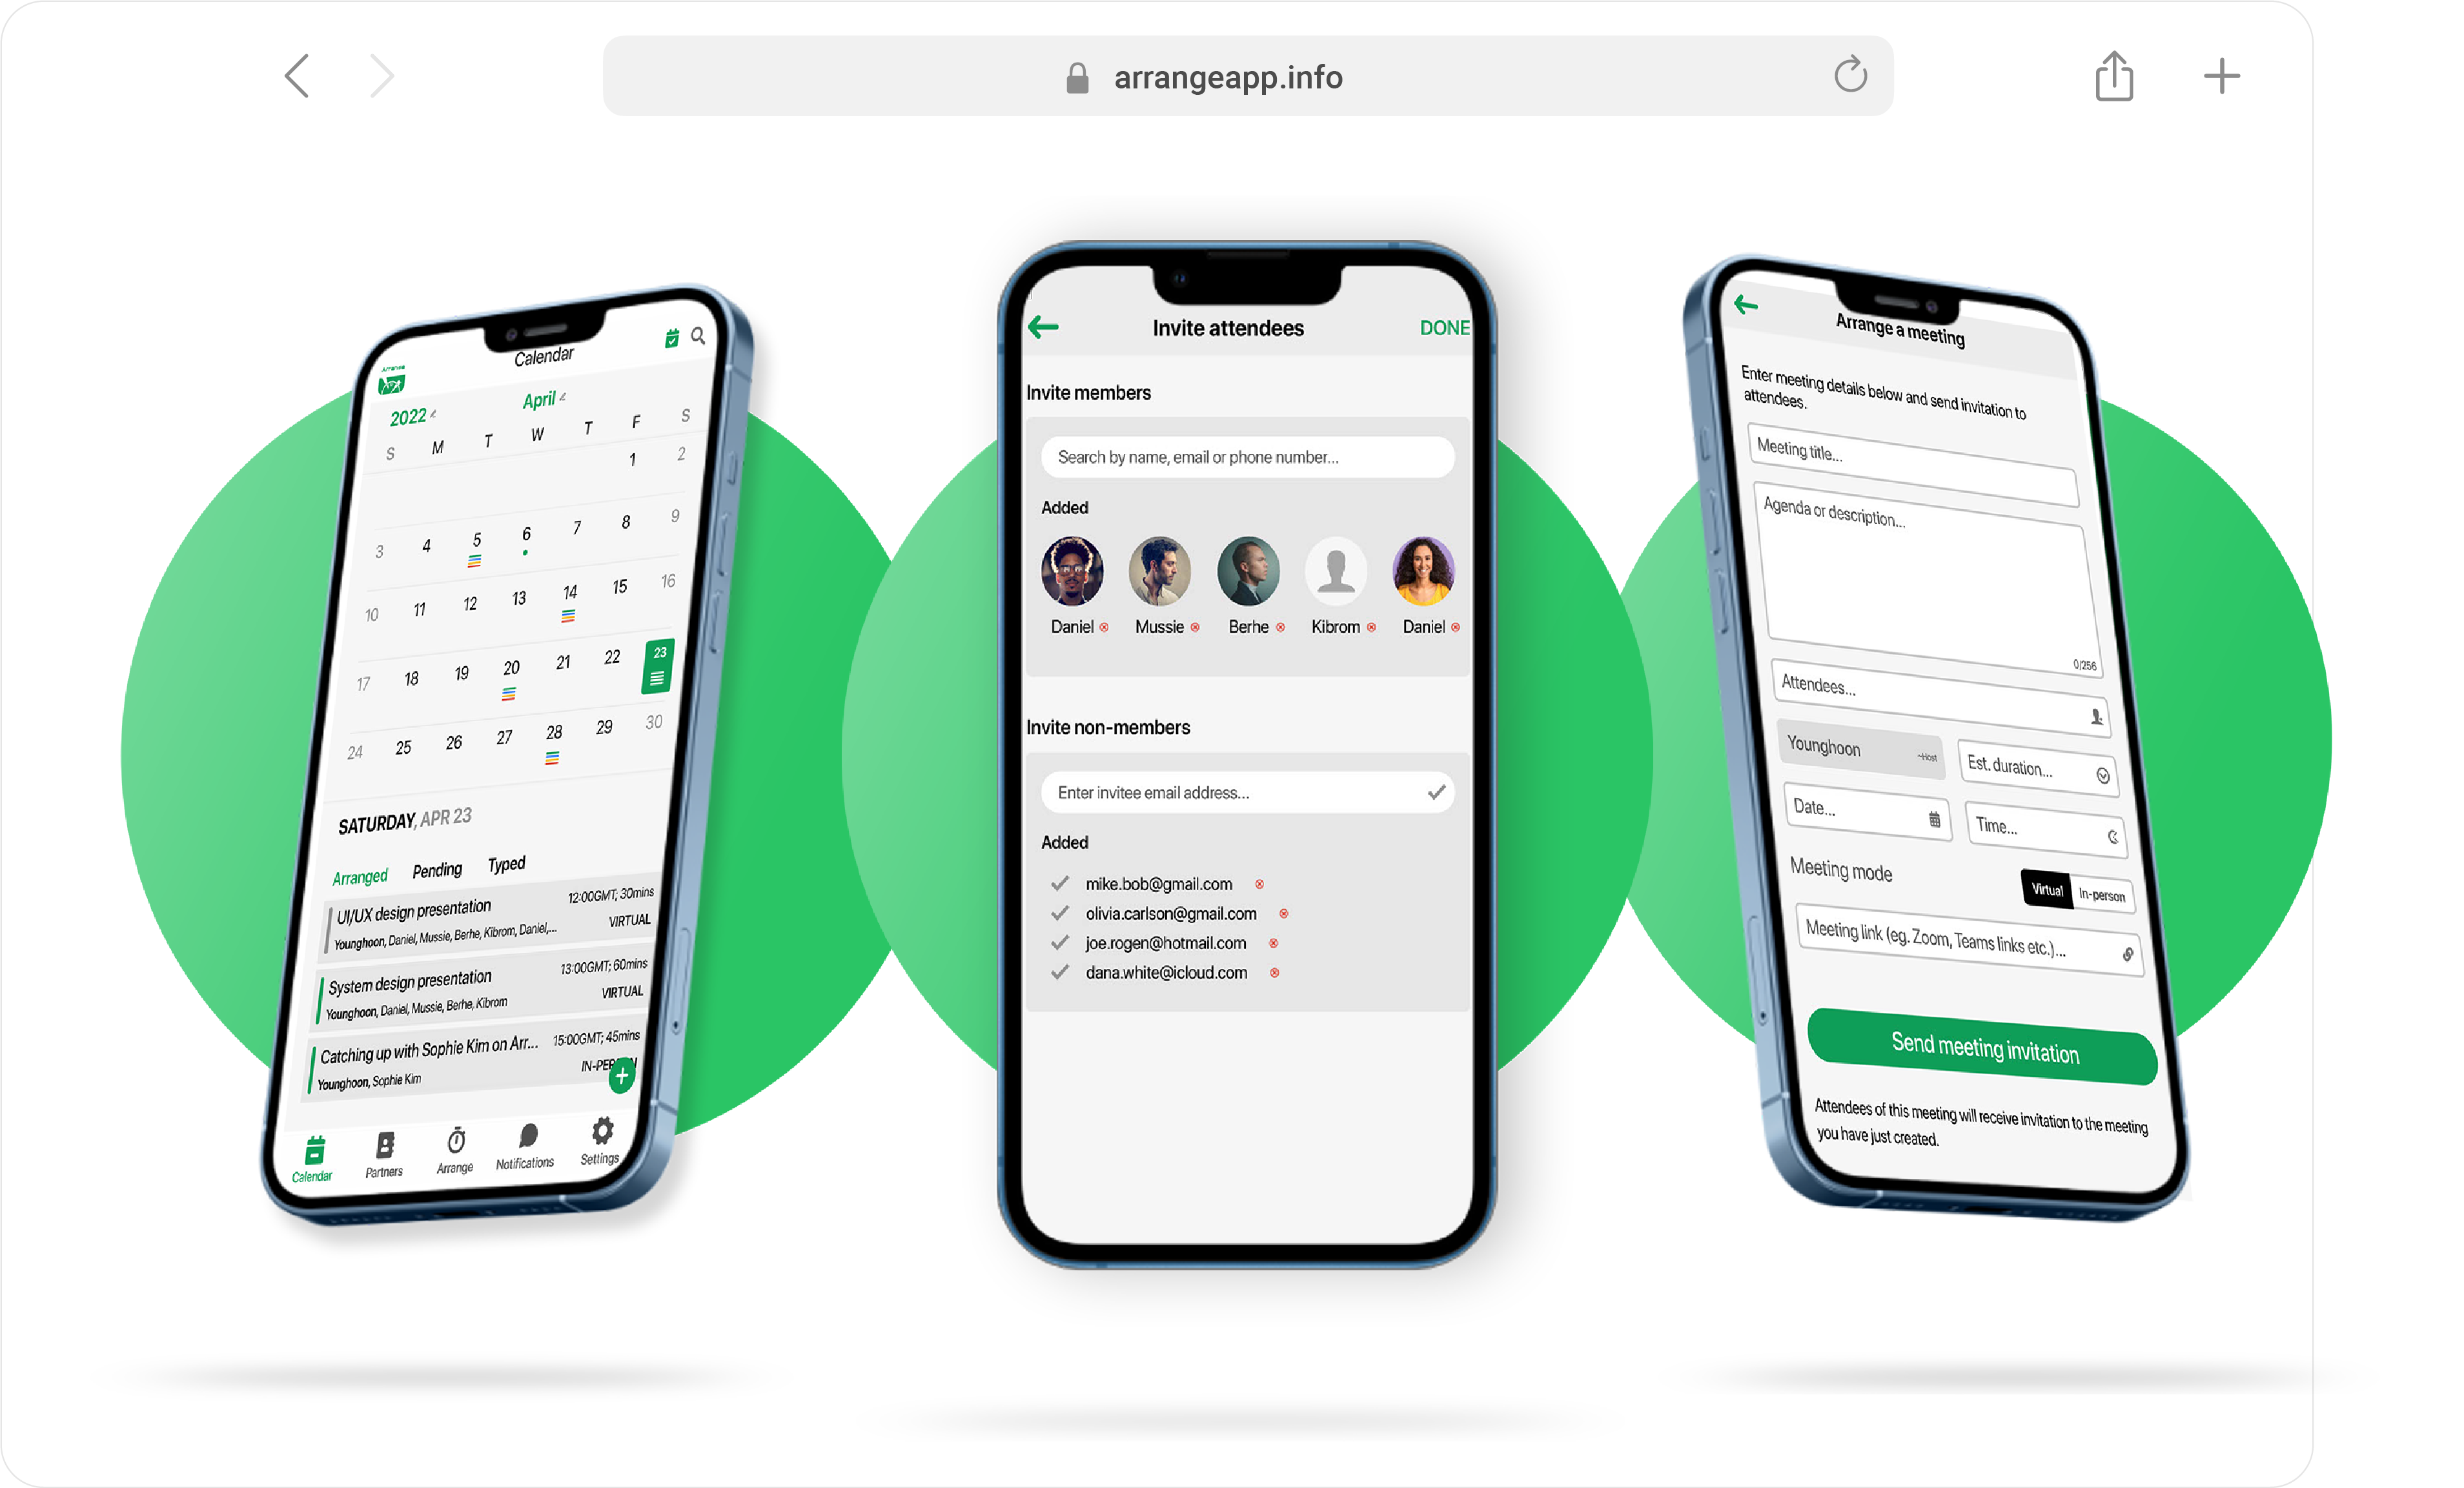 arrangeapp.info
Calendar
Arrange
2022 April
S M T W T F S
1 2
3 4 5 6 7 8 9
10 11 12 13 14 15 16
17 18 19 20 21 22 23
24 25 26 27 28 29 30
SATURDAY, APR 23
Arranged Pending Typed
UI/UX design presentation 12:00GMT; 30mins
Younghoon, Daniel, Mussie, Berhe, Kibrom, Daniel,... VIRTUAL
System design presentation 13:00GMT; 60mins
Younghoon, Daniel, Mussie, Berhe, Kibrom VIRTUAL
Catching up with Sophie Kim on Arr... 15:00GMT; 45mins
Younghoon, Sophie Kim
Calendar Partners Arrange Notifications Settings
Invite attendees DONE
Invite members
Search by name, email or phone number...
Added
Daniel Mussie Berhe Kibrom Daniel
Invite non-members
Enter invitee email address...
Added
mike.bob@gmail.com
olivia.carlson@gmail.com
joe.rogen@hotmail.com
dana.white@icloud.com
Arrange a meeting
Enter meeting details below and send invitation to
attendees.
Meeting title...
Agenda or description...
0/256
Attendees...
Younghoon ~Host Est. duration...
Date... Time...
Meeting mode Virtual In-person
Meeting link (eg. Zoom, Teams links etc.)...
Send meeting invitation
Attendees of this meeting will receive invitation to the meeting
you have just created.